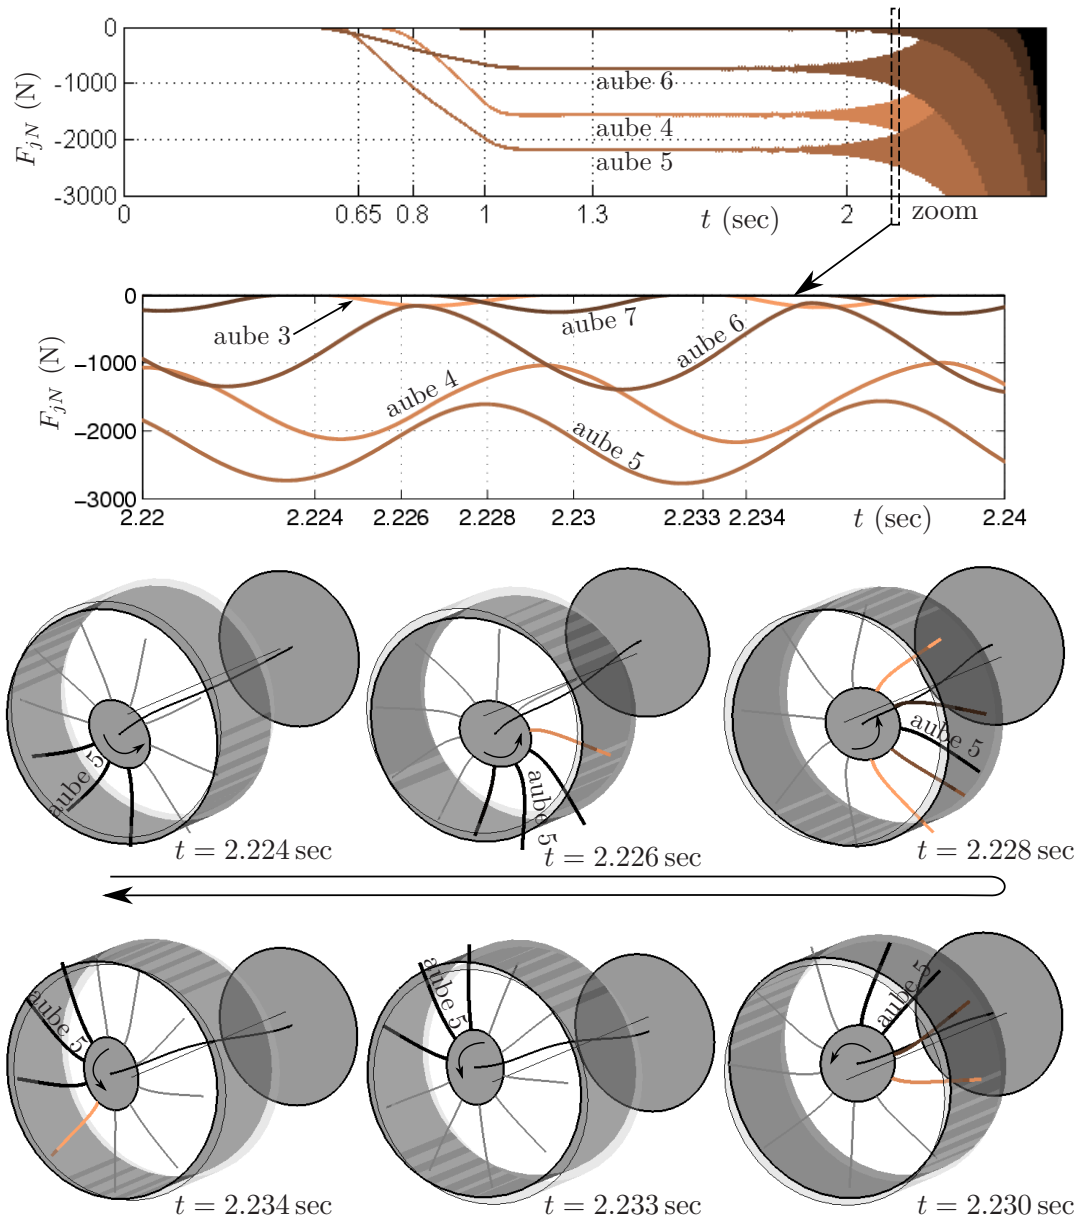 0
-1000
-2000
-3000
F_{jN} (N)
aube 6
aube 4
aube 5
0 0.65 0.8 1 1.3 2
t (sec)
zoom
0
−1000
−2000
−3000
F_{jN} (N)
aube 3
aube 7
aube 6
aube 4
aube 5
2.22 2.224 2.226 2.228 2.23 2.233 2.234 2.24
t (sec)
aube 5
t = 2.224 sec
aube 5
t = 2.226 sec
aube 5
t = 2.228 sec
aube 5
t = 2.234 sec
aube 5
t = 2.233 sec
aube 5
t = 2.230 sec